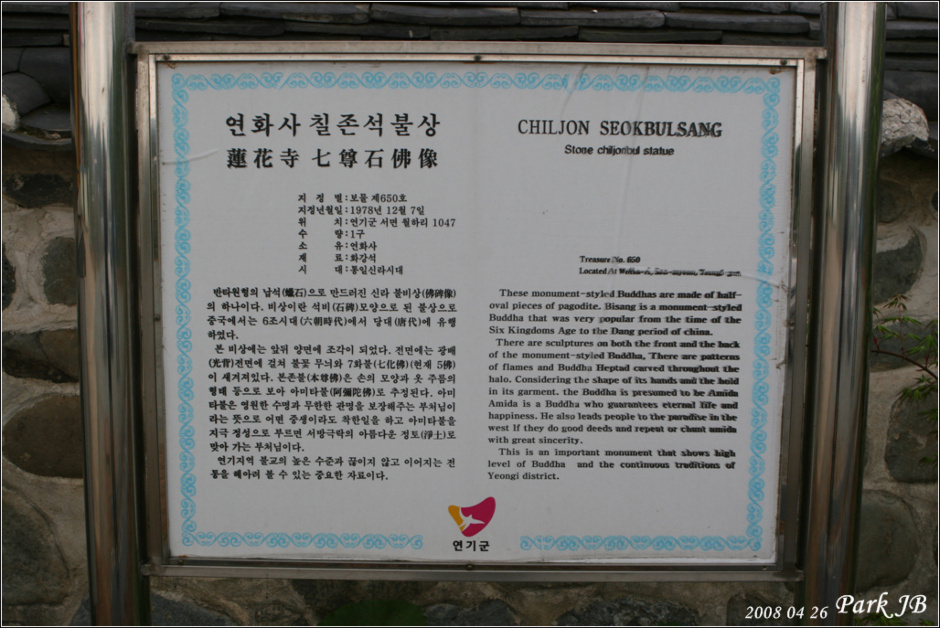 연화사 칠존석불상
蓮花寺 七尊石佛像
지 정 별 : 보물 제650호
지정년월일 : 1978년 12월 7일
위 치 : 연기군 서면 월하리 1047
수 량 : 1구
소 유 : 연화사
재 료 : 화강석
시 대 : 통일신라시대
반타원형의 납석(蠟石)으로 만드러진 신라 불비상(佛碑像)
의 하나이다. 비상이란 석비(石碑)모양으로 된 불상으로
중국에서는 6조시대(六朝時代)에서 당대(唐代)에 유행
하였다.
본 비상에는 앞뒤 양면에 조각이 되었다. 전면에는 광배
(光背)전면에 걸쳐 불꽃 무늬와 7화불(七化佛)(현재 5佛)
이 새겨져있다. 본존불(本尊佛)은 손의 모양과 옷 주름의
형태 등으로 보아 아미타불(阿彌陀佛)로 추정된다. 아미
타불은 영원한 수명과 무한한 광명을 보장해주는 부처님이
라는 뜻으로 어떤 중생이라도 착한일을 하고 아미타불을
지극 정성으로 부르면 서방극락의 아름다운 정토(淨土)로
맞아 가는 부처님이다.
연기지역 불교의 높은 수준과 끊이지 않고 이어지는 전
통을 헤아려 볼 수 있는 중요한 자료이다.
CHILJON SEOKBULSANG
Stone chiljonbul statue
Treasure No. 650
Located At
These monument-styled Buddhas are made of half-
oval pieces of pagodite. Bisang is a monument-styled
Buddha that was very popular from the time of the
Six Kingdoms Age to the Dang period of china.
There are sculptures on both the front and the back
of the monument-styled Buddha, There are patterns
of flames and Buddha Heptad curved throughout the
halo. Considering the shape of its hands and the hold
in its garment. the Buddha is presumed to be Amida
Amida is a Buddha who guarantees eternal life and
happiness. He also leads people to the paradise in the
west If they do good deeds and repeat or chant amida
with great sincerity.
This is an important monument that shows high
level of Buddha and the continuous traditions of
Yeongi district.
연기군
2008 04 26 Park JB